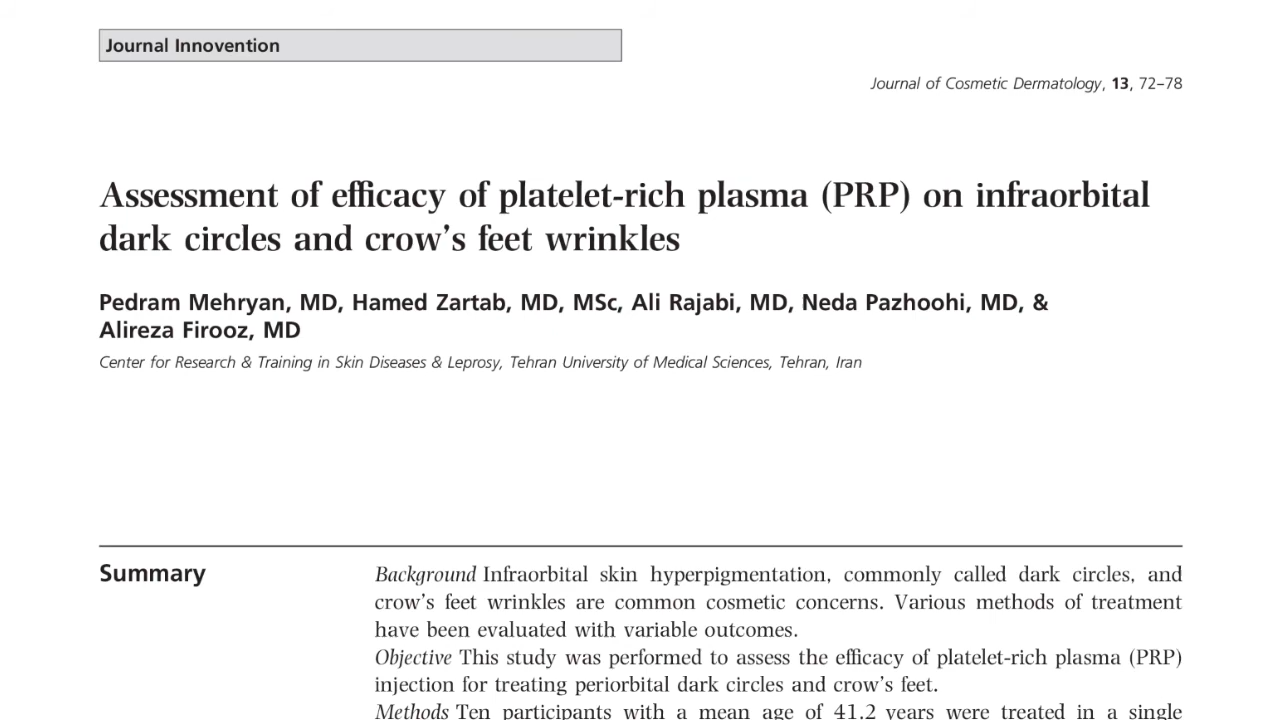 Journal Innovention
Journal of Cosmetic Dermatology, 13, 72–78
Assessment of efficacy of platelet-rich plasma (PRP) on infraorbital
dark circles and crow’s feet wrinkles
Pedram Mehryan, MD, Hamed Zartab, MD, MSc, Ali Rajabi, MD, Neda Pazhoohi, MD, &
Alireza Firooz, MD
Center for Research & Training in Skin Diseases & Leprosy, Tehran University of Medical Sciences, Tehran, Iran
Summary
Background Infraorbital skin hyperpigmentation, commonly called dark circles, and
crow’s feet wrinkles are common cosmetic concerns. Various methods of treatment
have been evaluated with variable outcomes.
Objective This study was performed to assess the efficacy of platelet-rich plasma (PRP)
injection for treating periorbital dark circles and crow’s feet.
Methods Ten participants with a mean age of 41.2 years were treated in a single